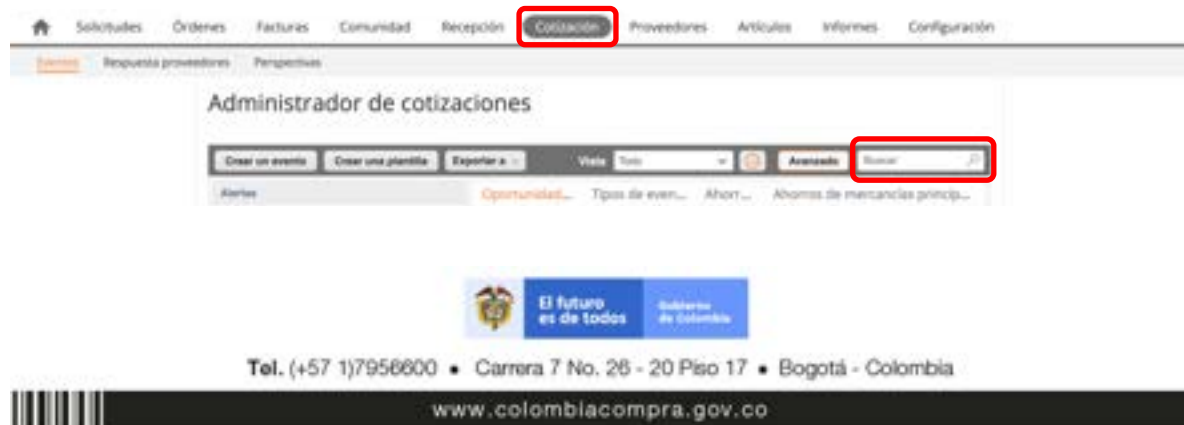 Solicitudes Órdenes Facturas Comunidad Recepción Cotización Proveedores Artículos Informes Configuración
Eventos Respuesta proveedores Perspectivas
Administrador de cotizaciones
Crear un evento Crear una plantilla Exportar a Vista Todo Avanzado Buscar
Alertas Oportunidad... Tipos de even... Ahorr... Ahorros de mercancías princip...
El futuro Gobierno
es de todos de Colombia
Tel. (+57 1)7956600 • Carrera 7 No. 26 - 20 Piso 17 • Bogotá - Colombia
www.colombiacompra.gov.co